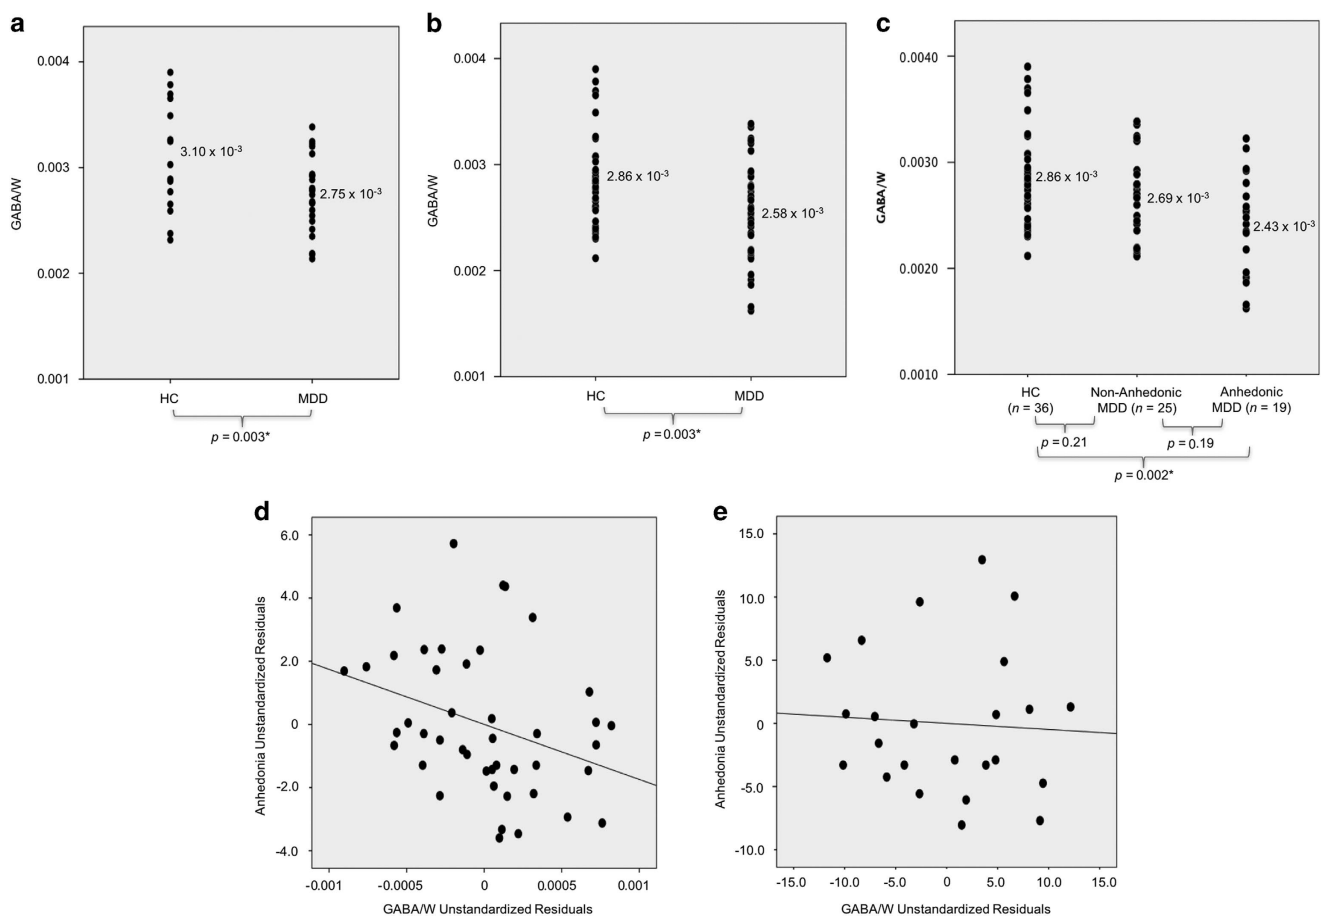 a
GABA/W
0.004
0.003
0.002
0.001
3.10 x 10-3
2.75 x 10-3
HC MDD
p = 0.003*
b
GABA/W
0.004
0.003
0.002
0.001
2.86 x 10-3
2.58 x 10-3
HC MDD
p = 0.003*
c
GABA/W
0.0040
0.0030
0.0020
0.0010
2.86 x 10-3
2.69 x 10-3
2.43 x 10-3
HC Non-Anhedonic Anhedonic
(n = 36) MDD (n = 25) MDD (n = 19)
p = 0.21 p = 0.19
p = 0.002*
d
Anhedonia Unstandardized Residuals
6.0
4.0
2.0
0
-2.0
-4.0
-0.001 -0.0005 0 0.0005 0.001
GABA/W Unstandardized Residuals
e
Anhedonia Unstandardized Residuals
15.0
10.0
5.0
0
-5.0
-10.0
-15.0 -10.0 -5.0 0 5.0 10.0 15.0
GABA/W Unstandardized Residuals